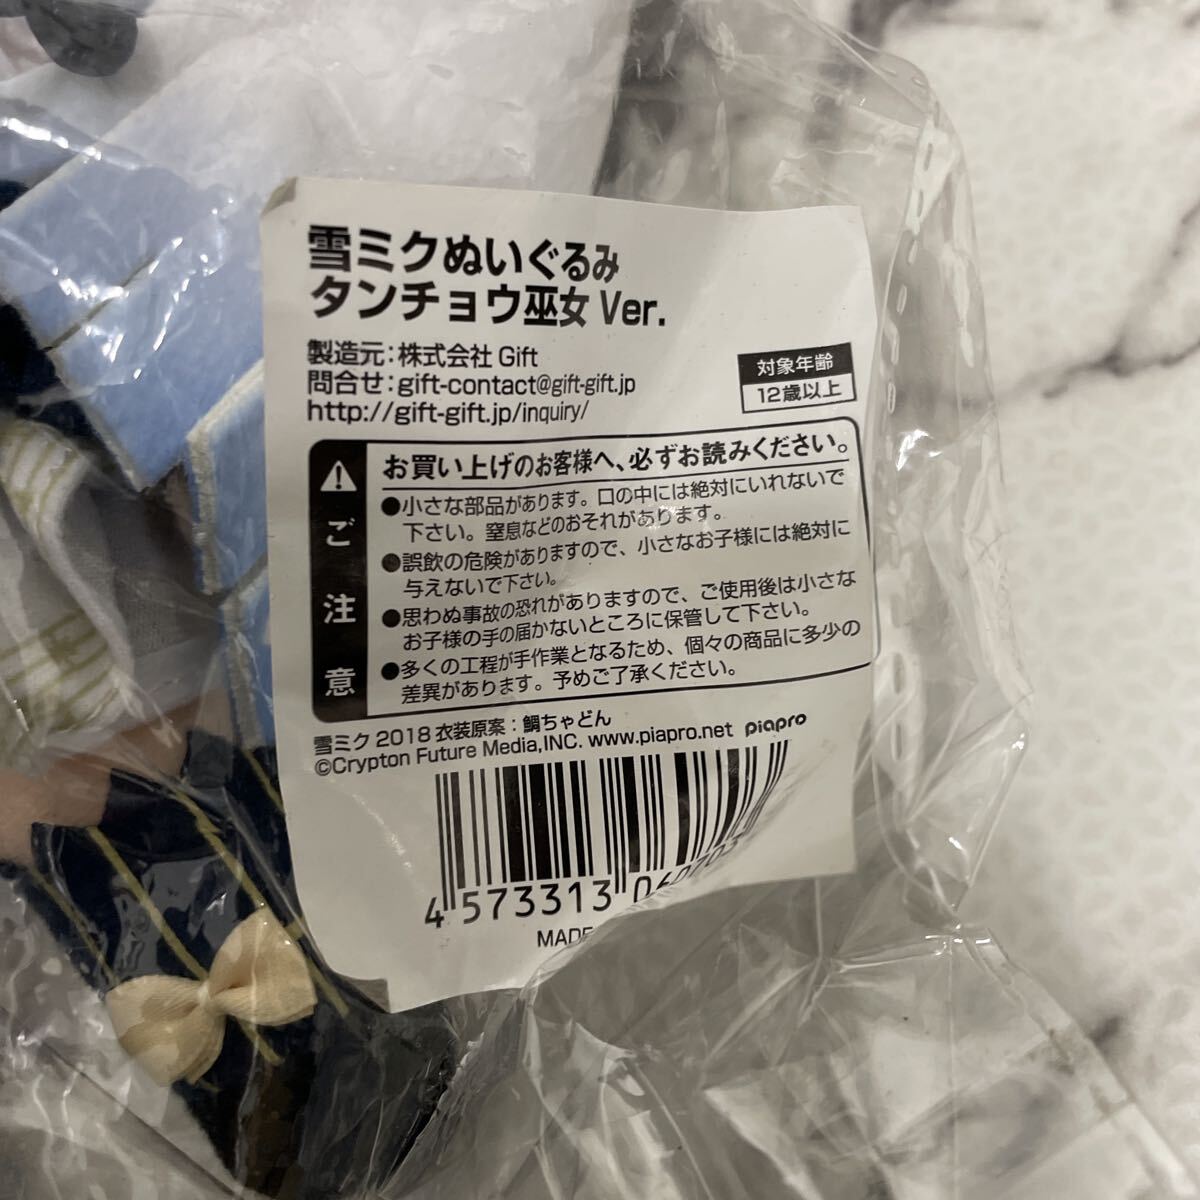 雪ミクぬいぐるみ
タンチョウ巫女 Ver.
製造元：株式会社 Gift
問合せ：gift-contact@gift-gift.jp
http://gift-gift.jp/inquiry/
対象年齢
12歳以上
ご注意
お買い上げのお客様へ、必ずお読みください。
●小さな部品があります。口の中には絶対にいれないで
下さい。窒息などのおそれがあります。
●誤飲の危険がありますので、小さなお子様には絶対に
与えないで下さい。
●思わぬ事故の恐れがありますので、ご使用後は小さな
お子様の手の届かないところに保管して下さい。
●多くの工程が手作業となるため、個々の商品に多少の
差異があります。予めご了承ください。
雪ミク 2018 衣装原案：鯛ちゃどん
©Crypton Future Media,INC. www.piapro.net piapro
4 573313
MADE